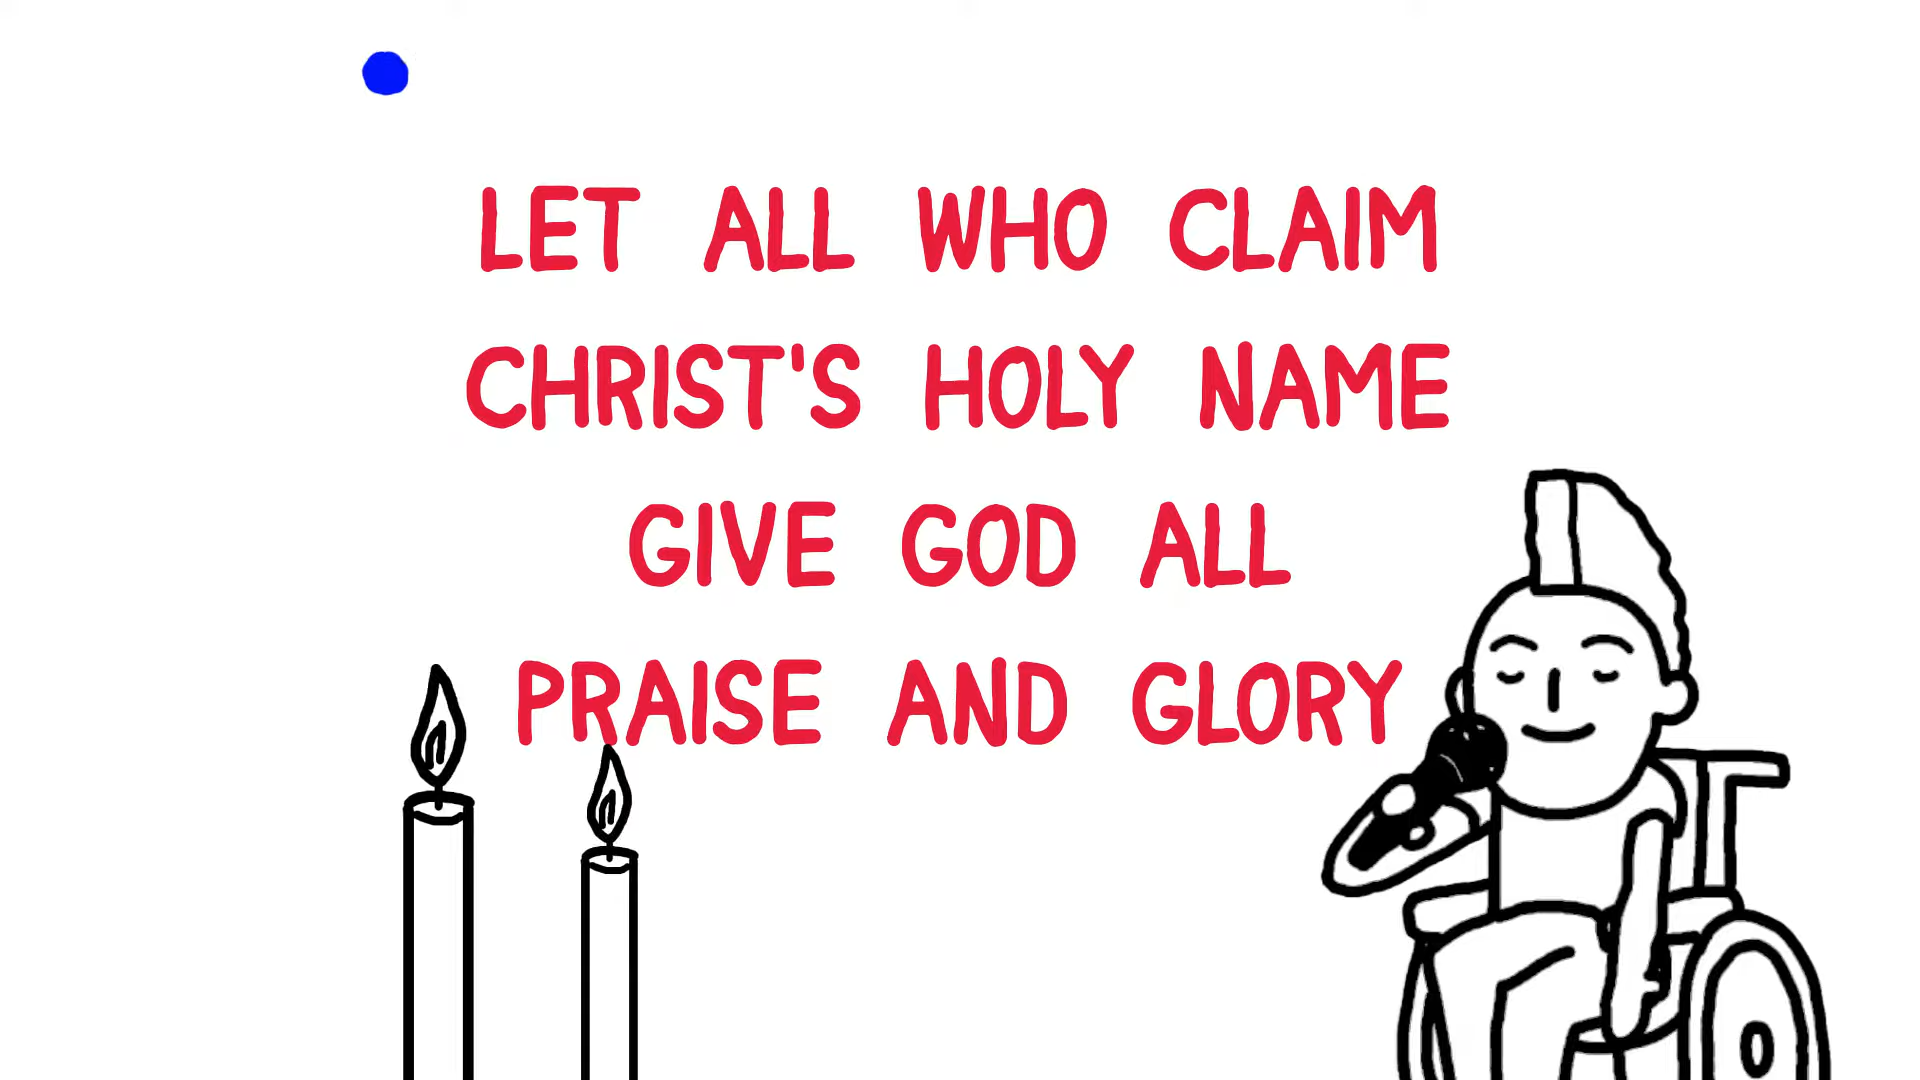 LET ALL WHO CLAIM
CHRIST'S HOLY NAME
GIVE GOD ALL
PRAISE AND GLORY